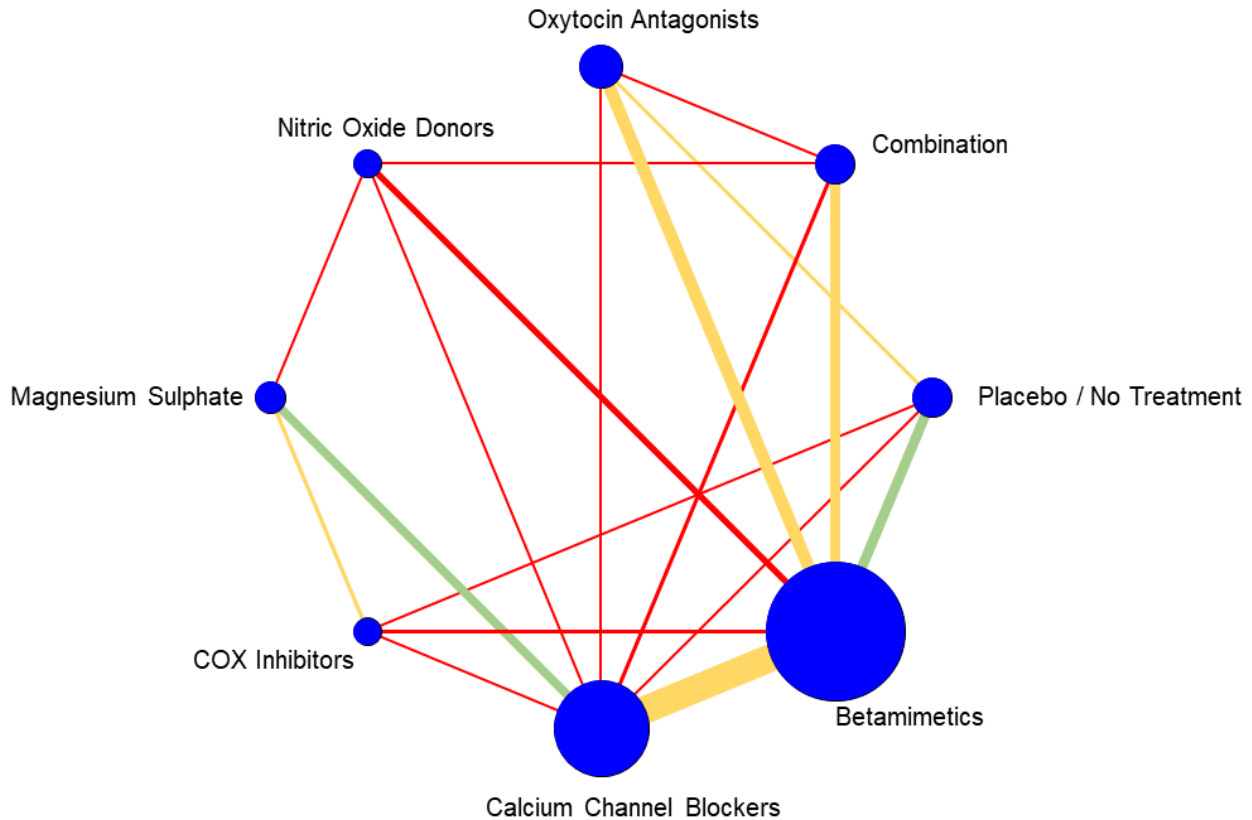 Oxytocin Antagonists
Nitric Oxide Donors
Combination
Magnesium Sulphate
Placebo / No Treatment
COX Inhibitors
Betamimetics
Calcium Channel Blockers